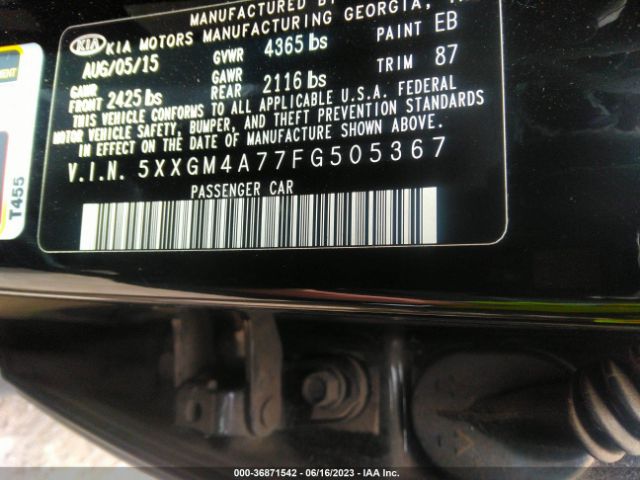 MANUFACTURED BY
KIA KIA MOTORS MANUFACTURING GEORGIA,
AUG/05/15 GVWR 4365 lbs PAINT EB
GAWR FRONT 2425 lbs GAWR REAR 2116 lbs TRIM 87
THIS VEHICLE CONFORMS TO ALL APPLICABLE U.S.A. FEDERAL
MOTOR VEHICLE SAFETY, BUMPER, AND THEFT PREVENTION STANDARDS
IN EFFECT ON THE DATE OF MANUFACTURE SHOWN ABOVE.
V.I.N. 5XXGM4A77FG505367
PASSENGER CAR
T455
000-36871542 - 06/16/2023 - IAA Inc.